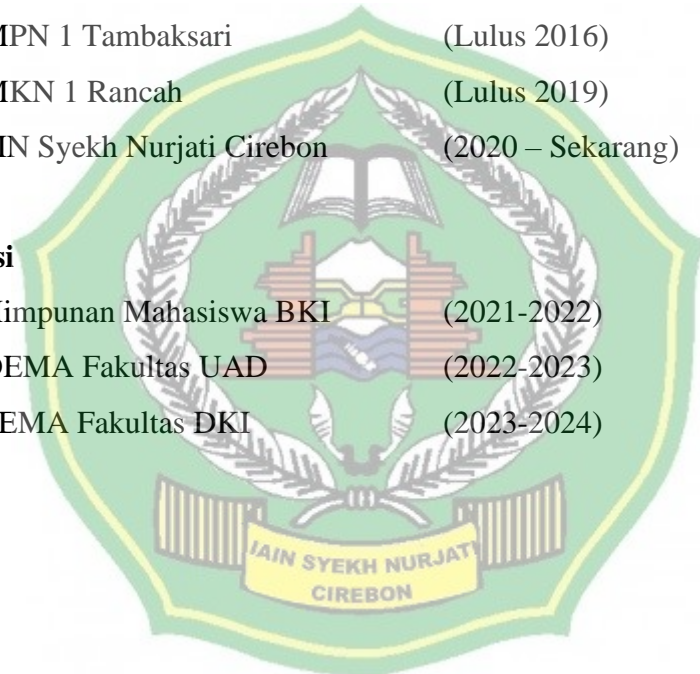 MPN 1 Tambaksari (Lulus 2016)
MKN 1 Rancah (Lulus 2019)
IN Syekh Nurjati Cirebon (2020 – Sekarang)
si
Himpunan Mahasiswa BKI (2021-2022)
DEMA Fakultas UAD (2022-2023)
EMA Fakultas DKI (2023-2024)
IAIN SYEKH NURJATI
CIREBON